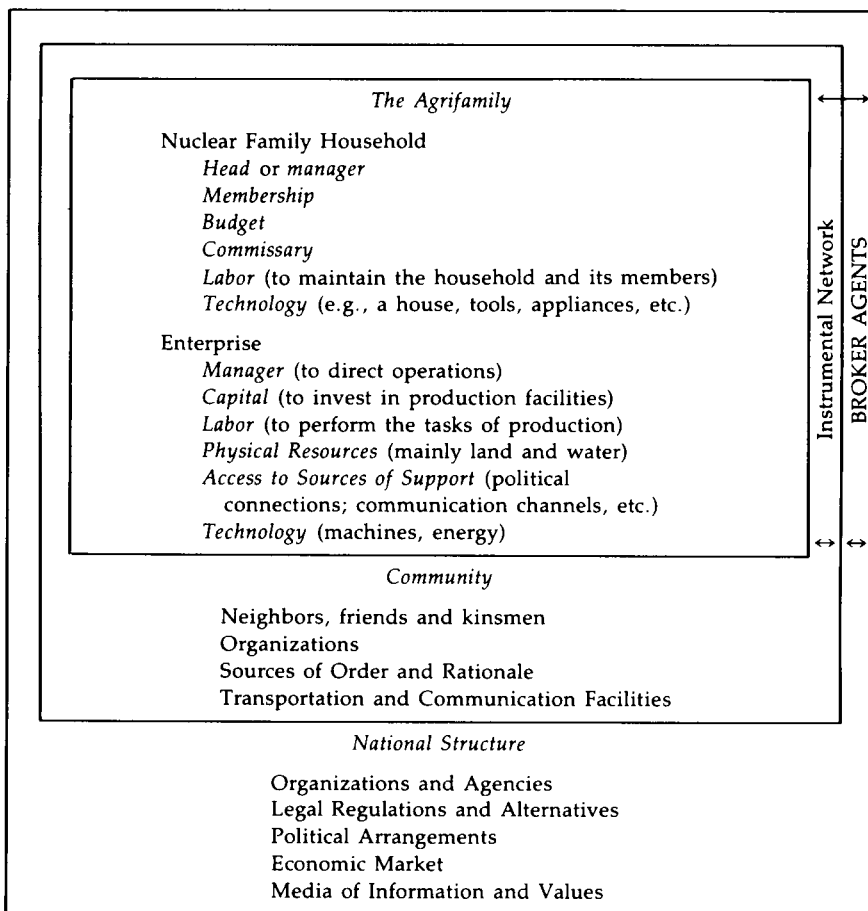 The Agrifamily
Nuclear Family Household
Head or manager
Membership
Budget
Commissary
Labor (to maintain the household and its members)
Technology (e.g., a house, tools, appliances, etc.)
Enterprise
Manager (to direct operations)
Capital (to invest in production facilities)
Labor (to perform the tasks of production)
Physical Resources (mainly land and water)
Access to Sources of Support (political
connections; communication channels, etc.)
Technology (machines, energy)
Instrumental Network
BROKER AGENTS
Community
Neighbors, friends and kinsmen
Organizations
Sources of Order and Rationale
Transportation and Communication Facilities
National Structure
Organizations and Agencies
Legal Regulations and Alternatives
Political Arrangements
Economic Market
Media of Information and Values